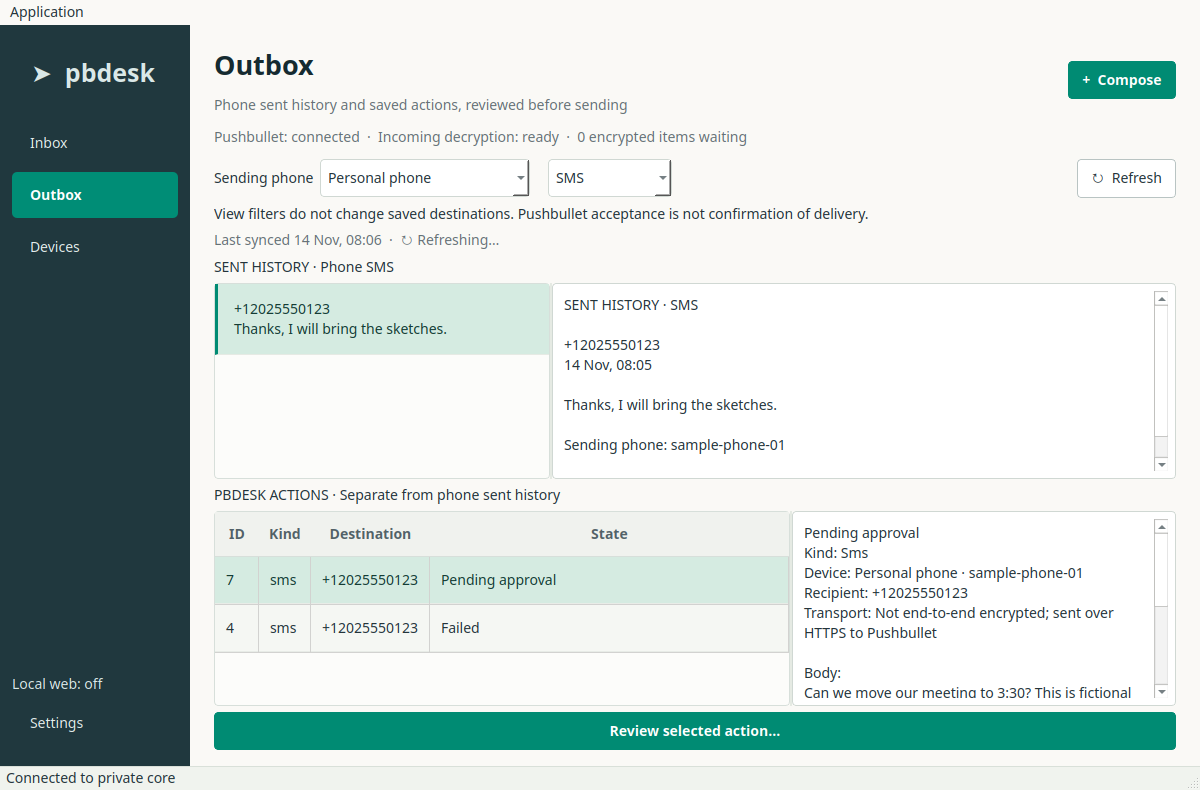 Application
pbdesk
Inbox
Outbox
Devices
Local web: off
Settings
Outbox
+ Compose
Phone sent history and saved actions, reviewed before sending
Pushbullet: connected · Incoming decryption: ready · 0 encrypted items waiting
Sending phone Personal phone SMS Refresh
View filters do not change saved destinations. Pushbullet acceptance is not confirmation of delivery.
Last synced 14 Nov, 08:06 · ↻ Refreshing...
SENT HISTORY · Phone SMS
+12025550123
Thanks, I will bring the sketches.
SENT HISTORY · SMS
+12025550123
14 Nov, 08:05
Thanks, I will bring the sketches.
Sending phone: sample-phone-01
PBDESK ACTIONS · Separate from phone sent history
ID Kind Destination State
7 sms +12025550123 Pending approval
4 sms +12025550123 Failed
Pending approval
Kind: Sms
Device: Personal phone · sample-phone-01
Recipient: +12025550123
Transport: Not end-to-end encrypted; sent over
HTTPS to Pushbullet
Body:
Can we move our meeting to 3:30? This is fictional
Review selected action...
Connected to private core